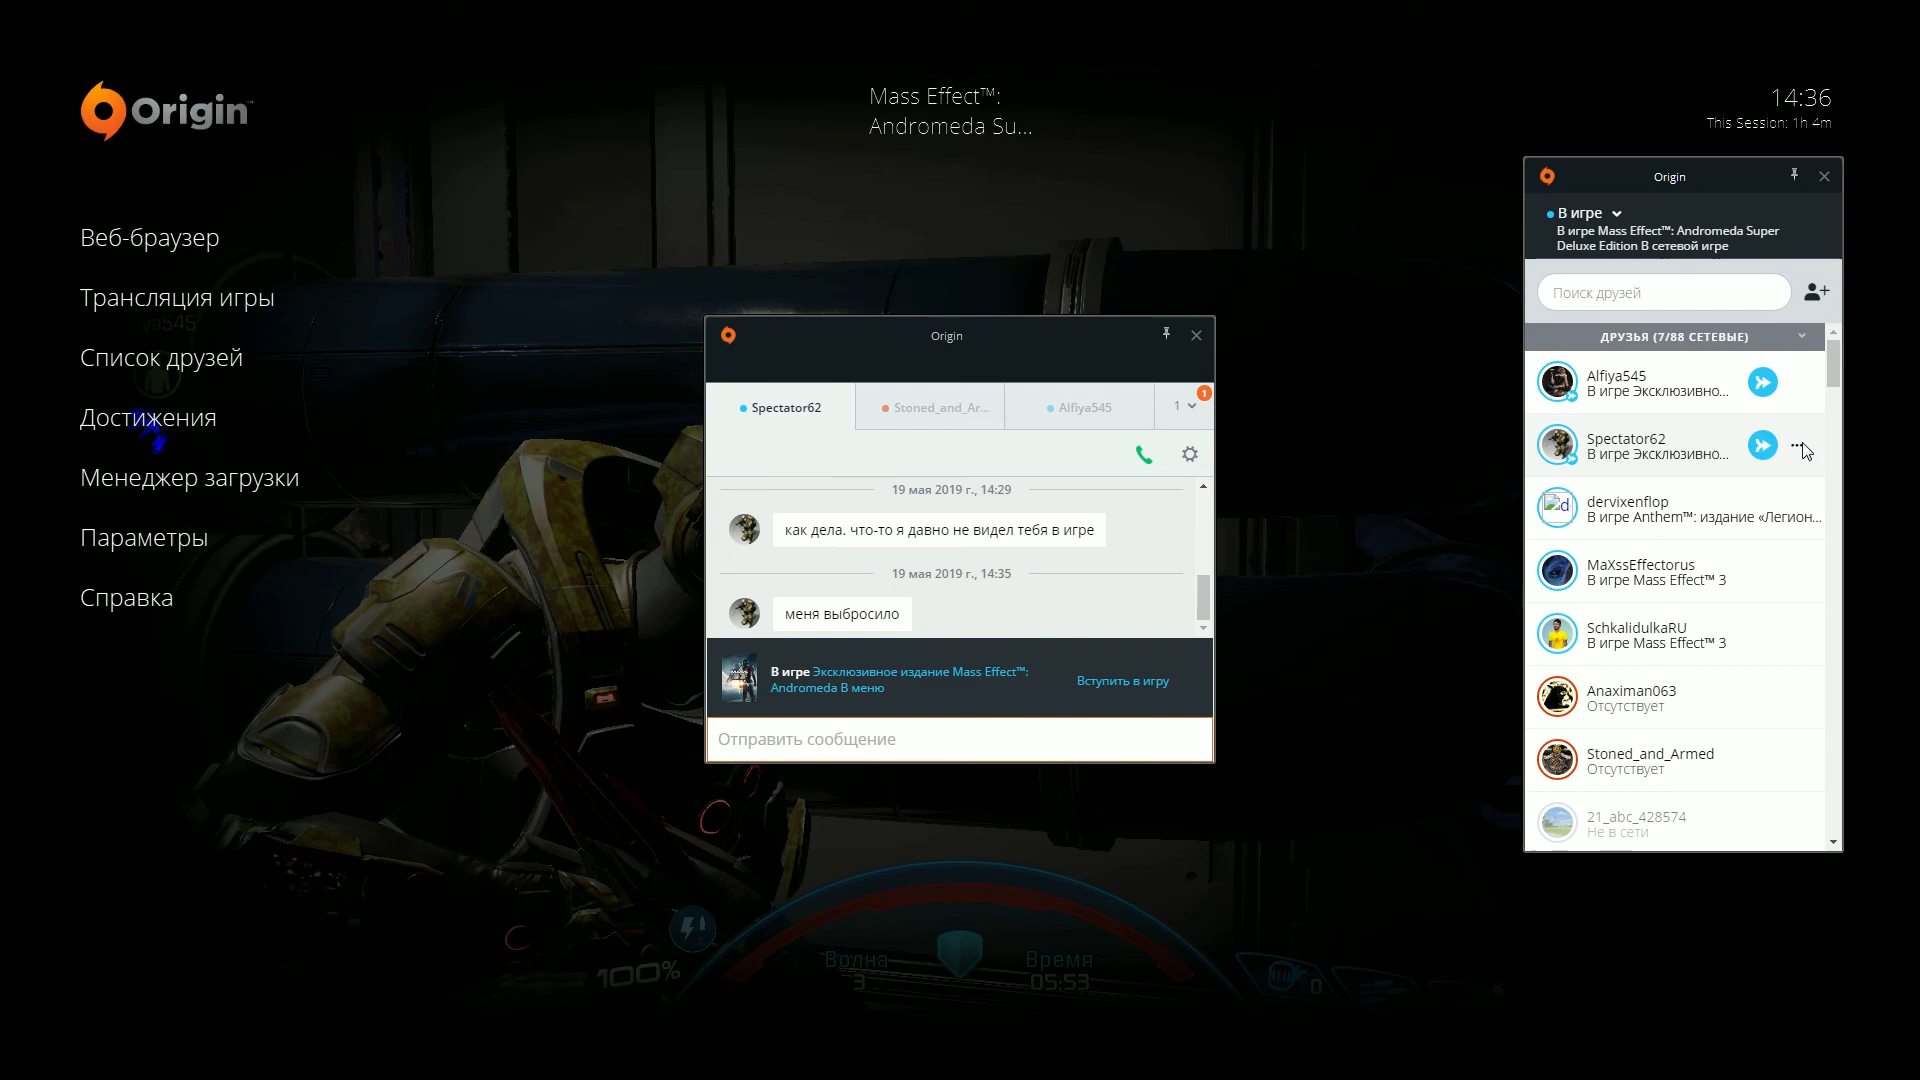 Origin
Mass Effect™:
Andromeda Su...
14:36
This Session: 1h 4m
Веб-браузер
Трансляция игры
Список друзей
Достижения
Менеджер загрузки
Параметры
Справка
Origin
Spectator62
Stoned_and_Ar...
Alfiya545
1
1
19 мая 2019 г., 14:29
как дела. что-то я давно не видел тебя в игре
19 мая 2019 г., 14:35
меня выбросило
В игре Эксклюзивное издание Mass Effect™:
Andromeda В меню
Вступить в игру
Отправить сообщение
Origin
В игре
В игре Mass Effect™: Andromeda Super
Deluxe Edition В сетевой игре
Поиск друзей
ДРУЗЬЯ (7/88 СЕТЕВЫЕ)
Alfiya545
В игре Эксклюзивно...
Spectator62
В игре Эксклюзивно...
dervixenflop
В игре Anthem™: издание «Легион...
MaXssEffectorus
В игре Mass Effect™ 3
SchkalidulkaRU
В игре Mass Effect™ 3
Anaximan063
Отсутствует
Stoned_and_Armed
Отсутствует
21_abc_428574
Не в сети
100%
Волна
3
Время
05:53
0